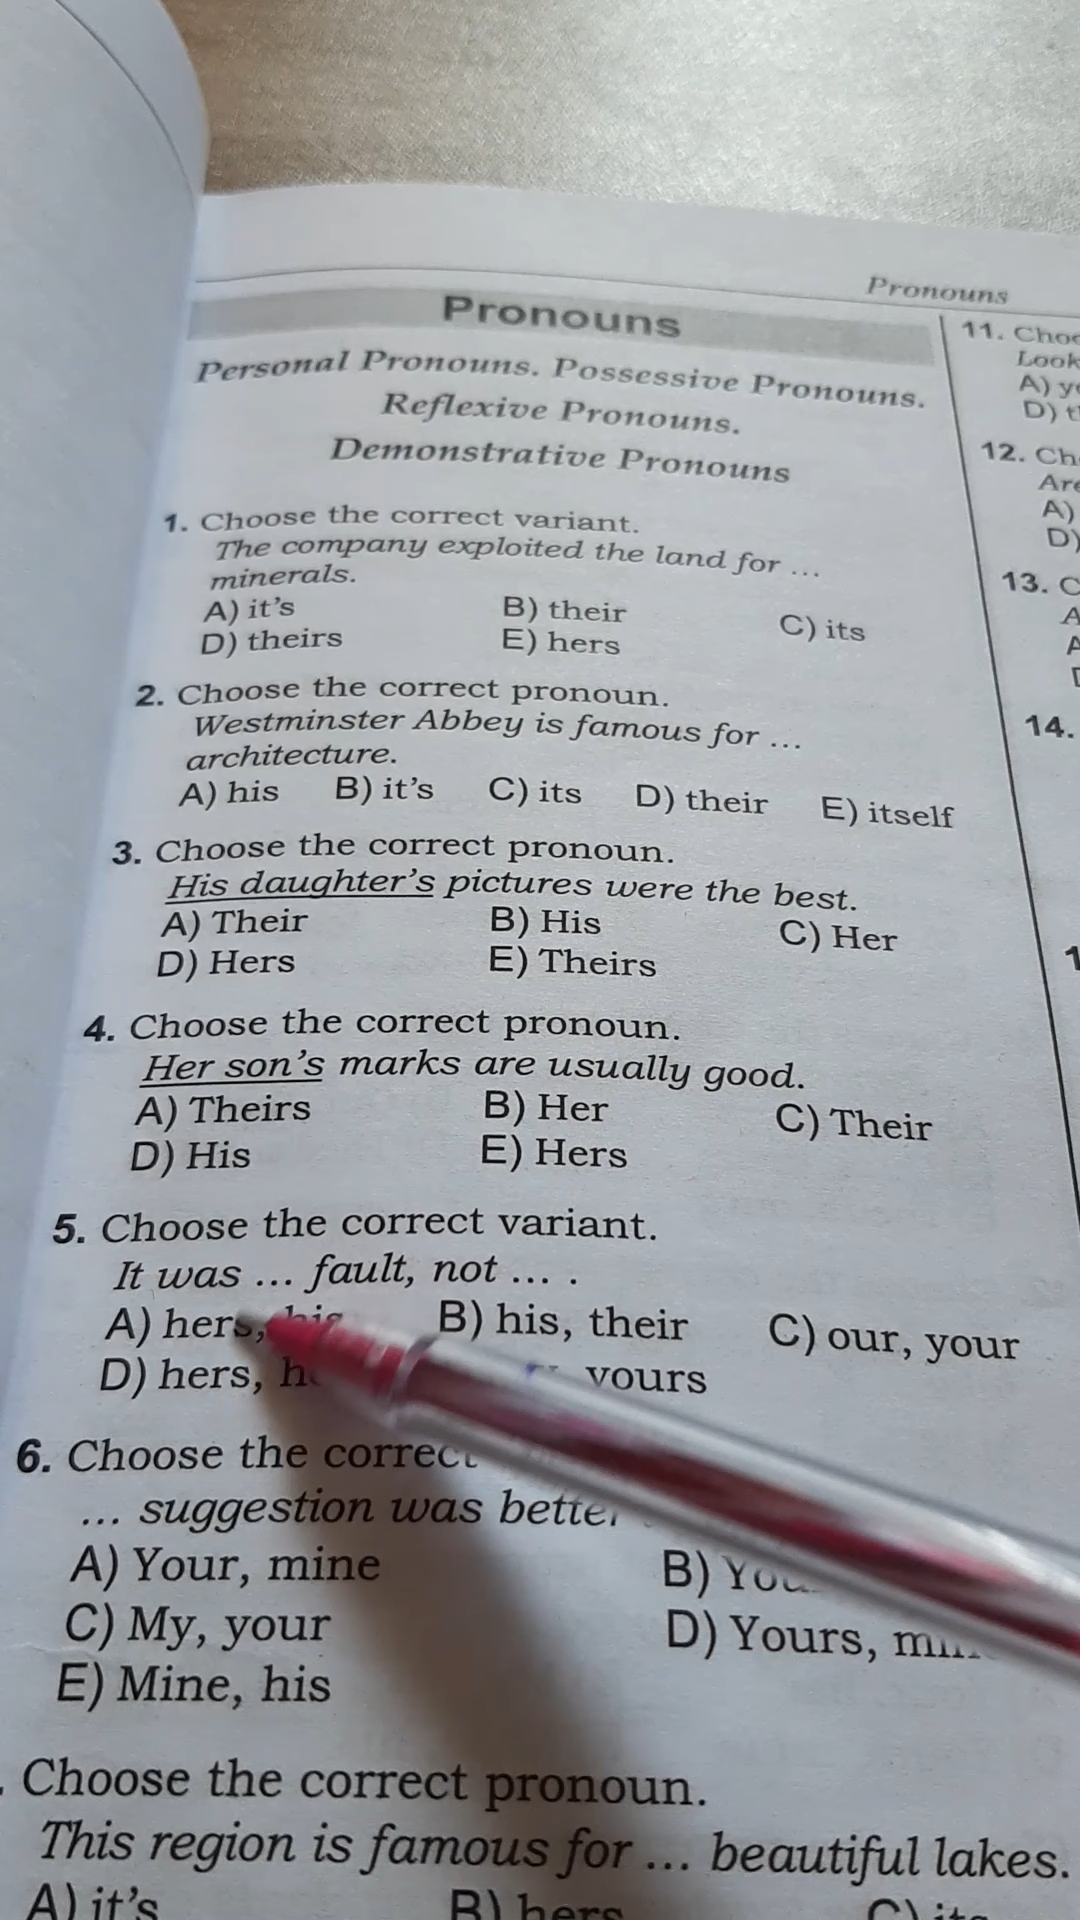 Pronouns
Pronouns
Personal Pronouns. Possessive Pronouns.
Reflexive Pronouns.
Demonstrative Pronouns
1. Choose the correct variant.
The company exploited the land for ...
minerals.
A) it's B) their C) its
D) theirs E) hers
2. Choose the correct pronoun.
Westminster Abbey is famous for ...
architecture.
A) his B) it's C) its D) their E) itself
3. Choose the correct pronoun.
His daughter's pictures were the best.
A) Their B) His C) Her
D) Hers E) Theirs
4. Choose the correct pronoun.
Her son's marks are usually good.
A) Theirs B) Her C) Their
D) His E) Hers
5. Choose the correct variant.
It was ... fault, not ... .
A) hers, his B) his, their C) our, your
D) hers, yours
6. Choose the correct
... suggestion was better
A) Your, mine B)
C) My, your D) Yours,
E) Mine, his
Choose the correct pronoun.
This region is famous for ... beautiful lakes.
A) it's B) hers C) its
11.
Look
A)
D)
12.
A)
D)
13.
14.